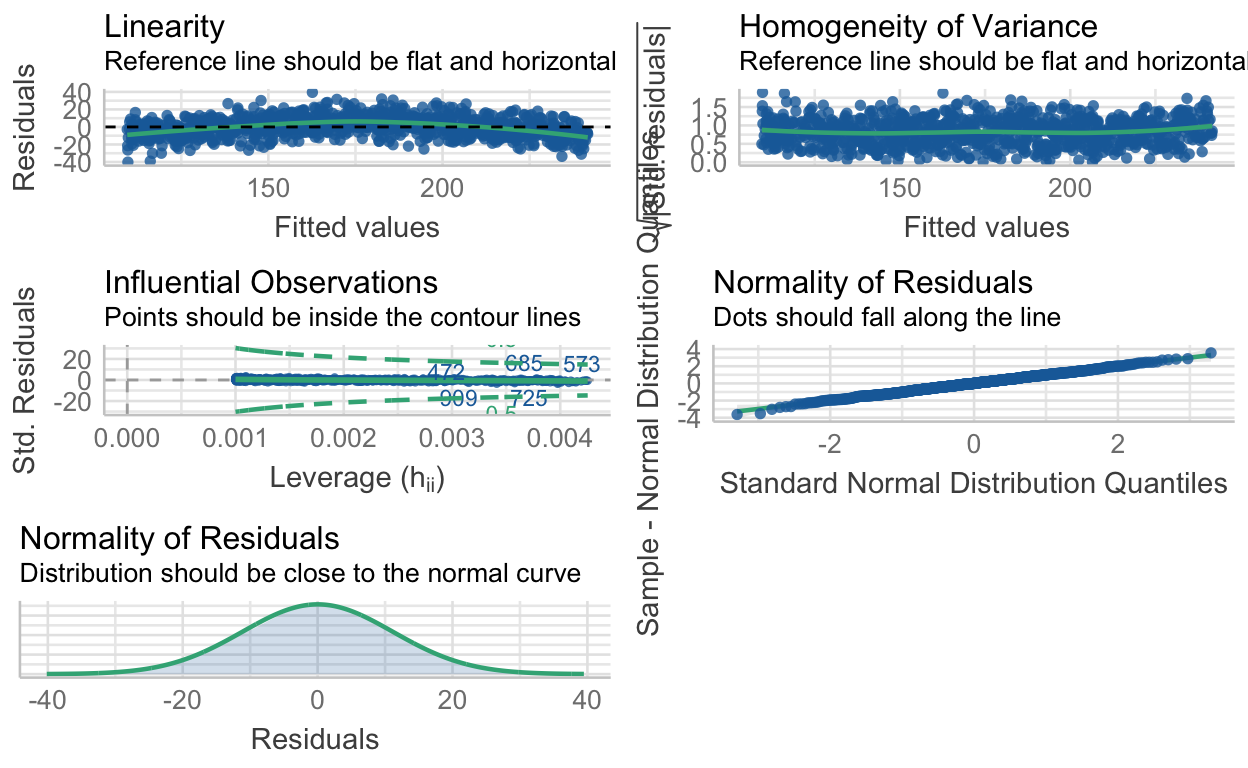 Linearity
Reference line should be flat and horizontal
Residuals
40
20
0
-20
-40
150
200
Fitted values
Homogeneity of Variance
Reference line should be flat and horizontal
√|Std. residuals|
1.5
1.0
0.5
0.0
150
200
Fitted values
Influential Observations
Points should be inside the contour lines
Std. Residuals
20
0
-20
472
685
573
909
725
0.5
0.000
0.001
0.002
0.003
0.004
Leverage (hii)
Normality of Residuals
Dots should fall along the line
Sample - Normal Distribution Quantiles
4
2
0
-2
-4
-2
0
2
Standard Normal Distribution Quantiles
Normality of Residuals
Distribution should be close to the normal curve
-40
-20
0
20
40
Residuals